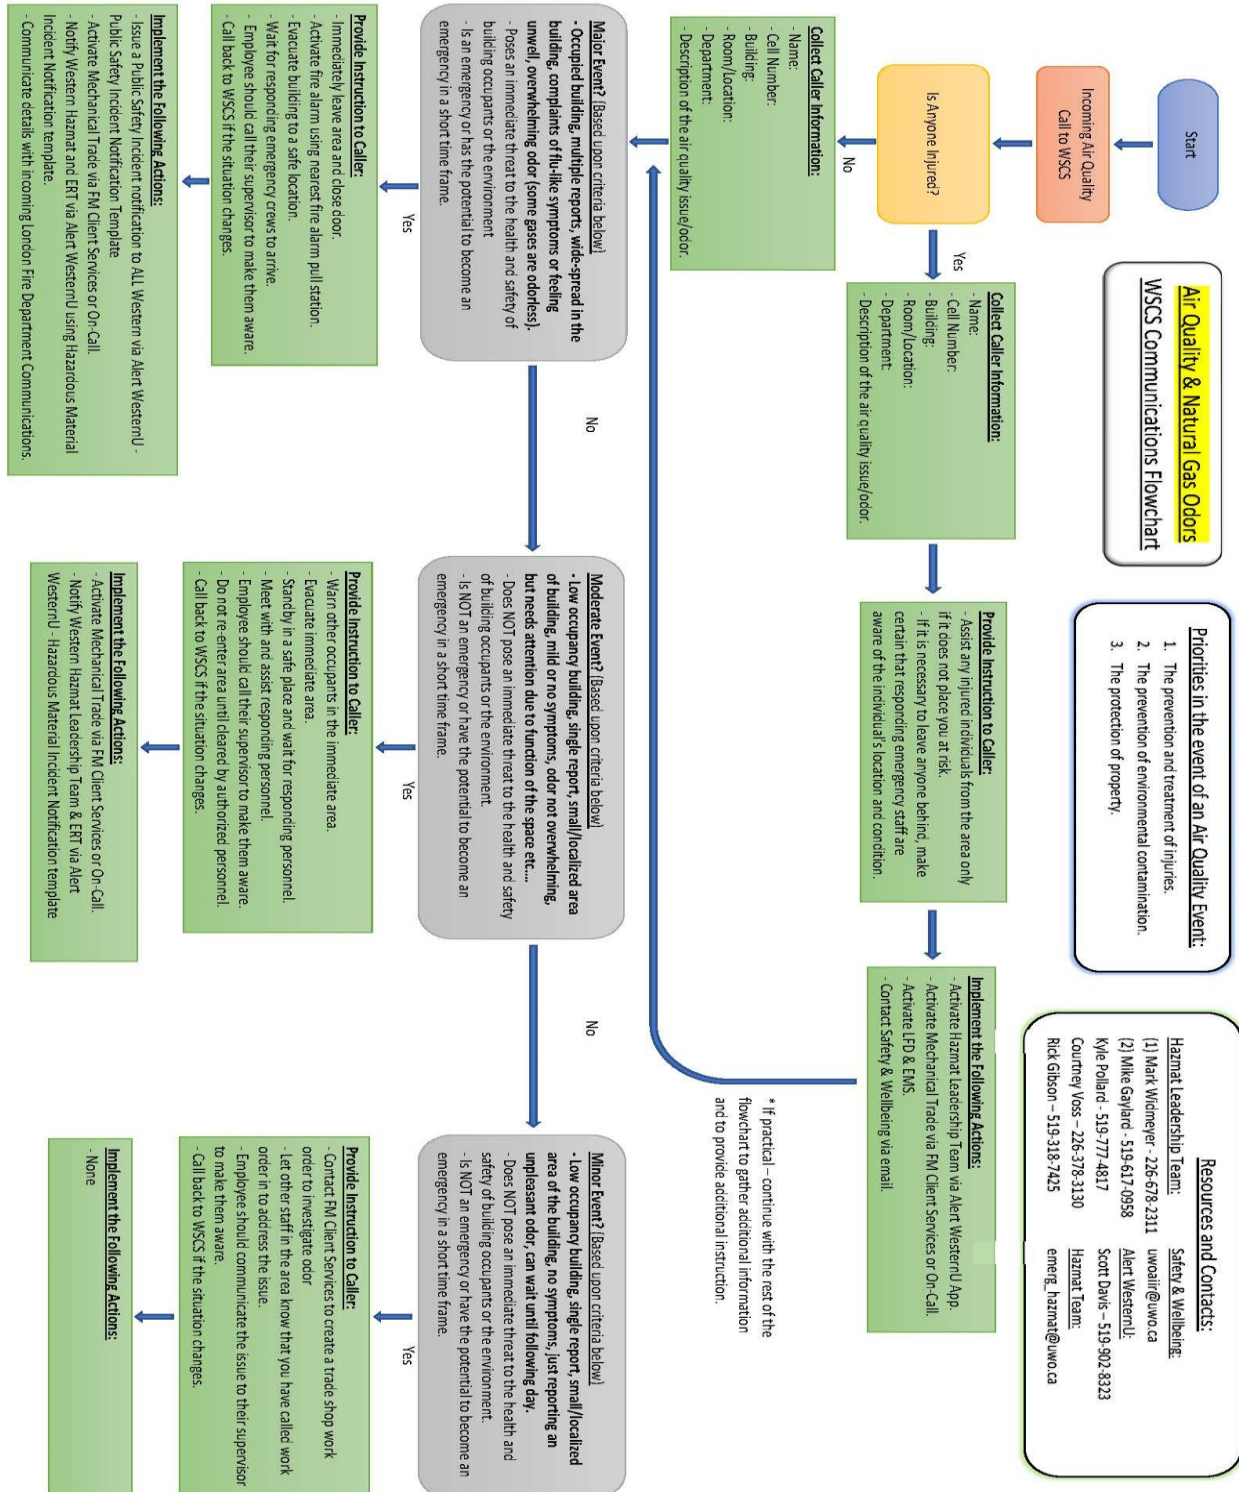 Air Quality & Natural Gas Odors
WSCS Communications Flowchart
Priorities in the event of an Air Quality Event:
1. The prevention and treatment of injuries.
2. The prevention of environmental contamination.
3. The protection of property.
Resources and Contacts:
Hazmat Leadership Team:
(1) Mark Widmeyer - 226-678-2311
(2) Mike Gaylard - 519-617-0958
Kyle Pollard - 519-777-4817
Courtney Voss – 226-378-3130
Rick Gibson – 519-318-7425
Safety & Wellbeing:
uwoaiir@uwo.ca
Alert WesternU:
Scott Davis – 519-902-8323
Hazmat Team:
emerg_hazmat@uwo.ca
Start
Incoming Air Quality
Call to WSCS
Is Anyone Injured?
Yes
Collect Caller Information:
- Name:
- Cell Number:
- Building:
- Room/Location:
- Department:
- Description of the air quality issue/odor.
Provide Instruction to Caller:
- Assist any injured individuals from the area only
if it does not place you at risk.
- If it is necessary to leave anyone behind, make
certain that responding emergency staff are
aware of the individual's location and condition.
Implement the Following Actions:
- Activate Hazmat Leadership Team via Alert WesternU App.
- Activate Mechanical Trade via FM Client Services or On-Call.
- Activate LFD & EMS.
- Contact Safety & Wellbeing via email.
* If practical – continue with the rest of the
flowchart to gather additional information
and to provide additional instruction.
No
Collect Caller Information:
- Name:
- Cell Number:
- Building:
- Room/Location:
- Department:
- Description of the air quality issue/odor.
Major Event? [Based upon criteria below]
- Occupied building, multiple reports, wide-spread in the
building, complaints of flu-like symptoms or feeling
unwell, overwhelming odor (some gases are odorless).
- Poses an immediate threat to the health and safety of
building occupants or the environment
- Is an emergency or has the potential to become an
emergency in a short time frame.
No
Moderate Event? [Based upon criteria below]
- Low occupancy building, single report, small/localized area
of building, mild or no symptoms, odor not overwhelming,
but needs attention due to function of the space etc....
- Does NOT pose an immediate threat to the health and safety
of building occupants or the environment.
- Is NOT an emergency or have the potential to become an
emergency in a short time frame.
No
Minor Event? [Based upon criteria below]
- Low occupancy building, single report, small/localized
area of the building, no symptoms, just reporting an
unpleasant odor, can wait until following day.
- Does NOT pose an immediate threat to the health and
safety of building occupants or the environment.
- Is NOT an emergency or have the potential to become an
emergency in a short time frame.
Yes
Provide Instruction to Caller:
- Immediately leave area and close door.
- Activate fire alarm using nearest fire alarm pull station.
- Evacuate building to a safe location.
- Wait for responding emergency crews to arrive.
- Employee should call their supervisor to make them aware.
- Call back to WSCS if the situation changes.
Yes
Provide Instruction to Caller:
- Warn other occupants in the immediate area.
- Evacuate immediate area.
- Standby in a safe place and wait for responding personnel.
- Meet with and assist responding personnel.
- Employee should call their supervisor to make them aware.
- Do not re-enter area until cleared by authorized personnel.
- Call back to WSCS if the situation changes.
Yes
Provide Instruction to Caller:
- Contact FM Client Services to create a trade shop work
order to investigate odor
- Let other staff in the area know that you have called work
order in to address the issue.
- Employee should communicate the issue to their supervisor
to make them aware.
- Call back to WSCS if the situation changes.
Implement the Following Actions:
- Issue a Public Safety Incident notification to ALL Western via Alert WesternU -
Public Safety Incident Notification Template
- Activate Mechanical Trade via FM Client Services or On-Call.
- Notify Western Hazmat and ERT via Alert WesternU using Hazardous Material
Incident Notification template.
- Communicate details with incoming London Fire Department Communications.
Implement the Following Actions:
- Activate Mechanical Trade via FM Client Services or On-Call.
- Notify Western Hazmat Leadership Team & ERT via Alert
WesternU - Hazardous Material Incident Notification template
Implement the Following Actions:
- None